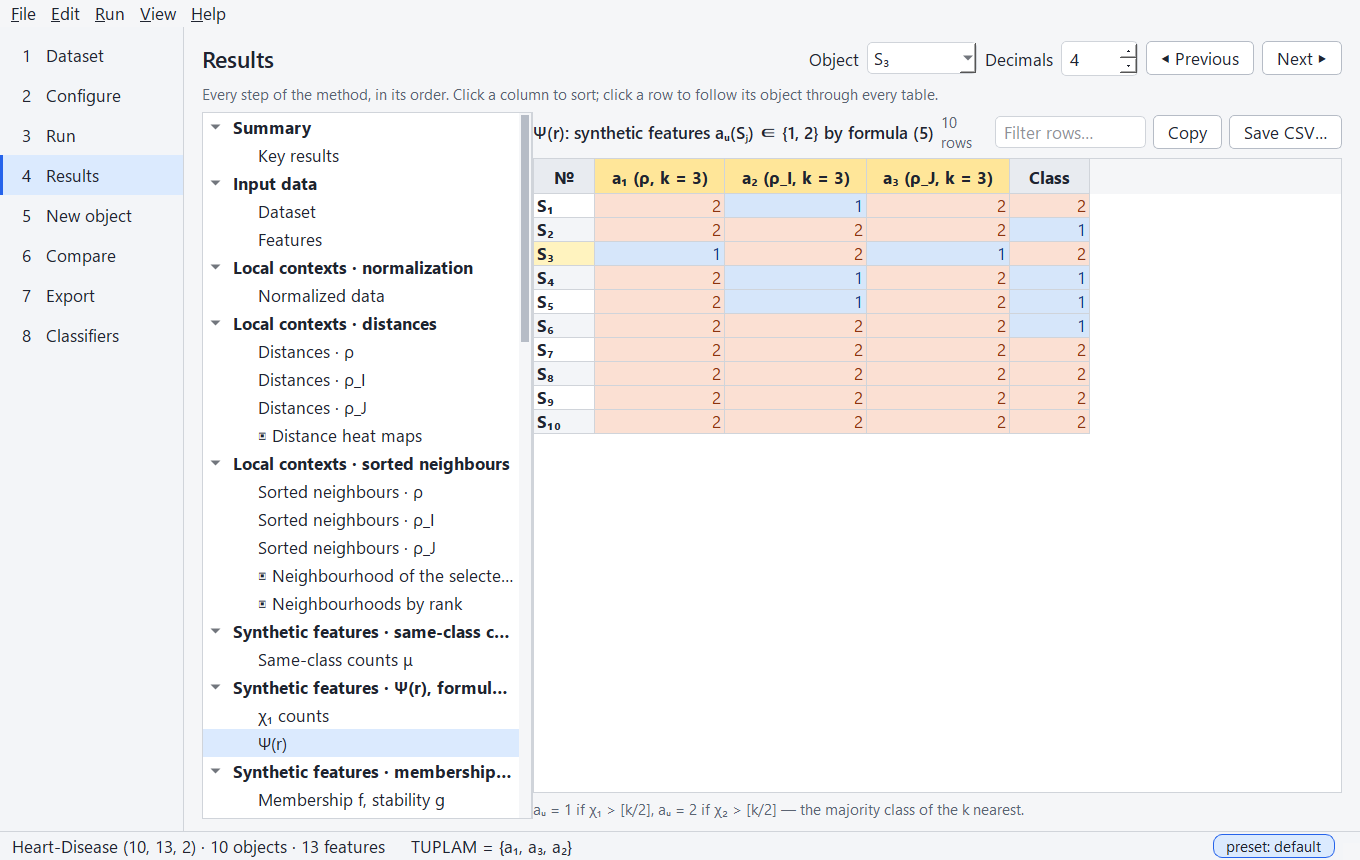 File Edit Run View Help
1 Dataset
2 Configure
3 Run
4 Results
5 New object
6 Compare
7 Export
8 Classifiers
Results
Object S₃ Decimals 4 Previous Next
Every step of the method, in its order. Click a column to sort; click a row to follow its object through every table.
Summary
Key results
Input data
Dataset
Features
Local contexts · normalization
Normalized data
Local contexts · distances
Distances · ρ
Distances · ρ_I
Distances · ρ_J
Distance heat maps
Local contexts · sorted neighbours
Sorted neighbours · ρ
Sorted neighbours · ρ_I
Sorted neighbours · ρ_J
Neighbourhood of the selecte...
Neighbourhoods by rank
Synthetic features · same-class c...
Same-class counts μ
Synthetic features · Ψ(r), formul...
χ₁ counts
Ψ(r)
Synthetic features · membership...
Membership f, stability g
Ψ(r): synthetic features aᵤ(Sⱼ) ∈ {1, 2} by formula (5) 10 rows Filter rows... Copy Save CSV...
№ a₁ (ρ, k = 3) a₂ (ρ_I, k = 3) a₃ (ρ_J, k = 3) Class
S₁ 2 1 2 2
S₂ 2 2 2 1
S₃ 1 2 1 2
S₄ 2 1 2 1
S₅ 2 1 2 1
S₆ 2 2 2 1
S₇ 2 2 2 2
S₈ 2 2 2 2
S₉ 2 2 2 2
S₁₀ 2 2 2 2
aᵤ = 1 if χ₁ > [k/2], aᵤ = 2 if χ₂ > [k/2] — the majority class of the k nearest.
Heart-Disease (10, 13, 2) · 10 objects · 13 features TUPLAM = {a₁, a₃, a₂} preset: default